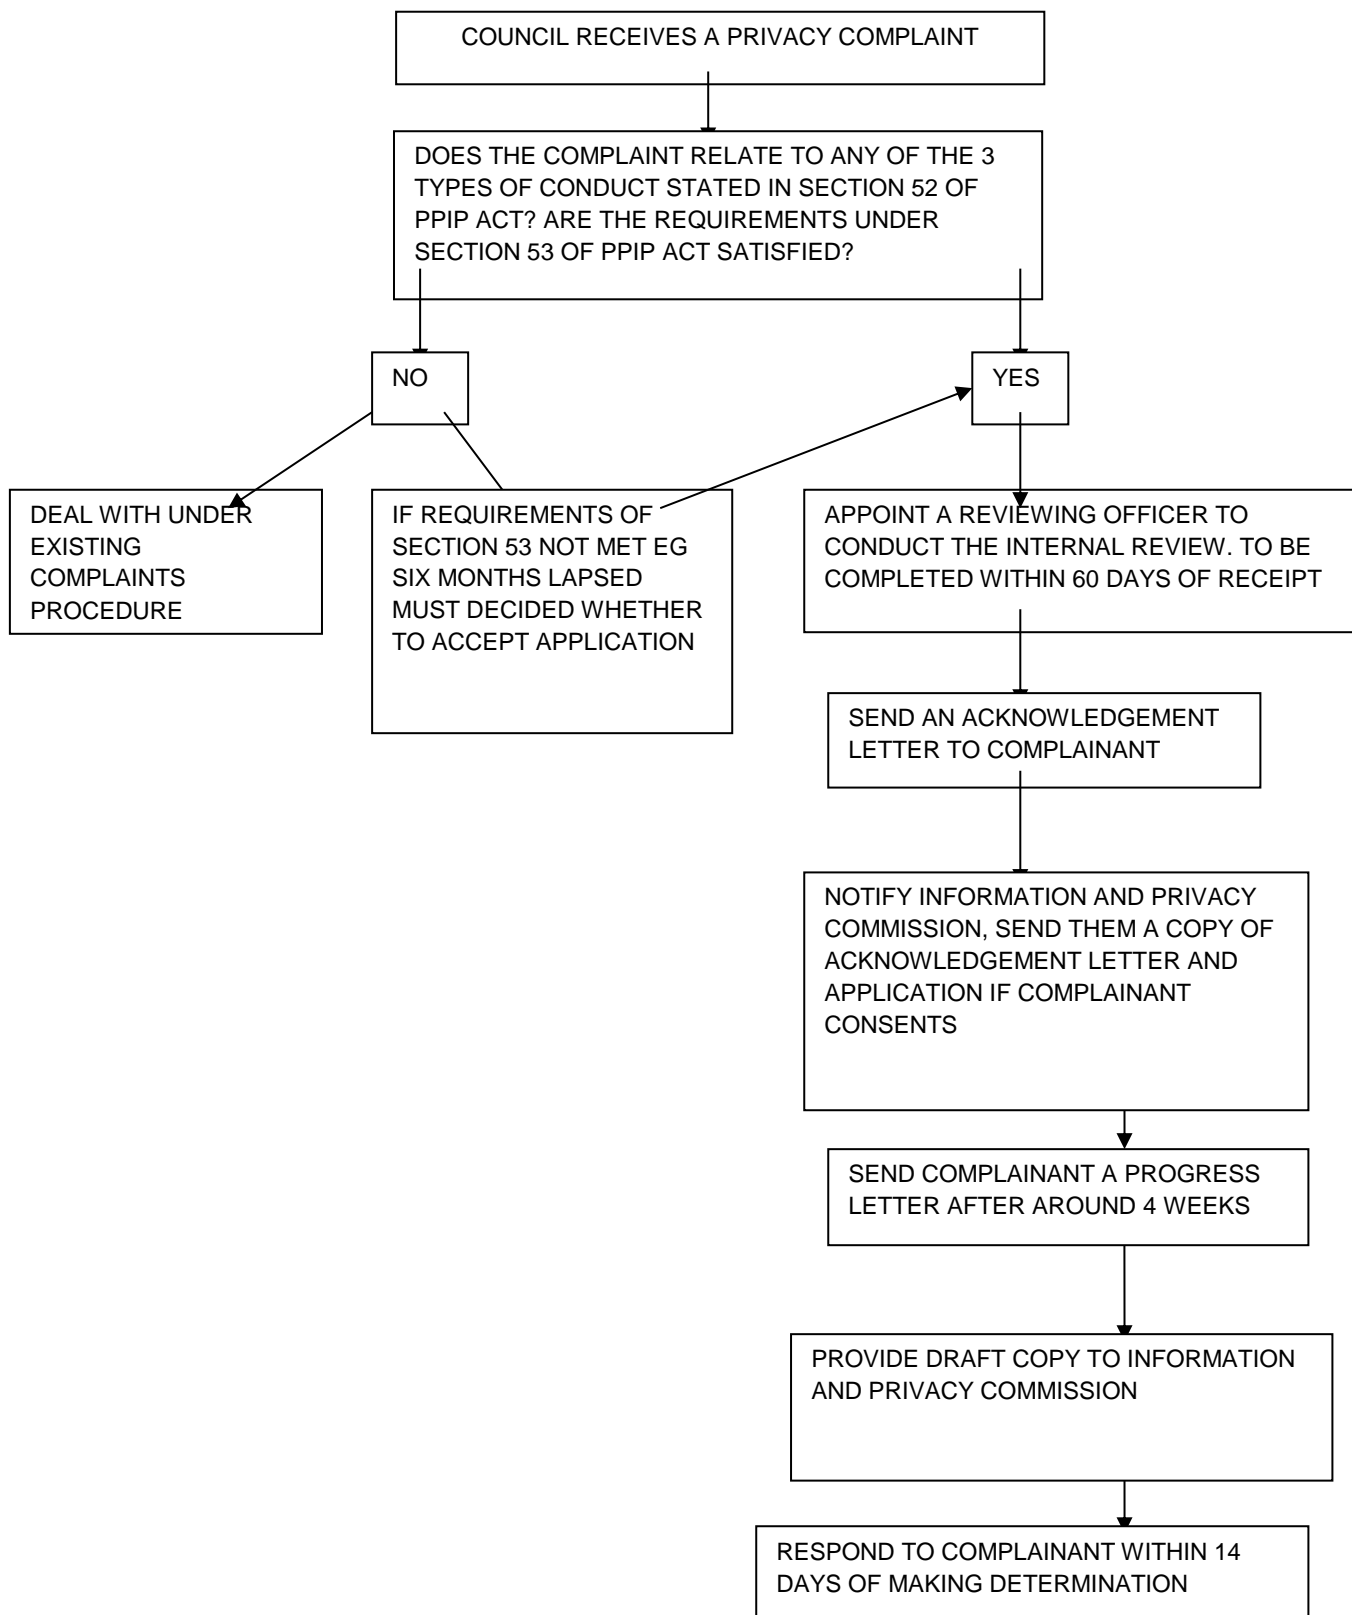 COUNCIL RECEIVES A PRIVACY COMPLAINT
DOES THE COMPLAINT RELATE TO ANY OF THE 3
TYPES OF CONDUCT STATED IN SECTION 52 OF
PPIP ACT? ARE THE REQUIREMENTS UNDER
SECTION 53 OF PPIP ACT SATISFIED?
NO
YES
DEAL WITH UNDER
EXISTING
COMPLAINTS
PROCEDURE
IF REQUIREMENTS OF
SECTION 53 NOT MET EG
SIX MONTHS LAPSED
MUST DECIDED WHETHER
TO ACCEPT APPLICATION
APPOINT A REVIEWING OFFICER TO
CONDUCT THE INTERNAL REVIEW. TO BE
COMPLETED WITHIN 60 DAYS OF RECEIPT
SEND AN ACKNOWLEDGEMENT
LETTER TO COMPLAINANT
NOTIFY INFORMATION AND PRIVACY
COMMISSION, SEND THEM A COPY OF
ACKNOWLEDGEMENT LETTER AND
APPLICATION IF COMPLAINANT
CONSENTS
SEND COMPLAINANT A PROGRESS
LETTER AFTER AROUND 4 WEEKS
PROVIDE DRAFT COPY TO INFORMATION
AND PRIVACY COMMISSION
RESPOND TO COMPLAINANT WITHIN 14
DAYS OF MAKING DETERMINATION